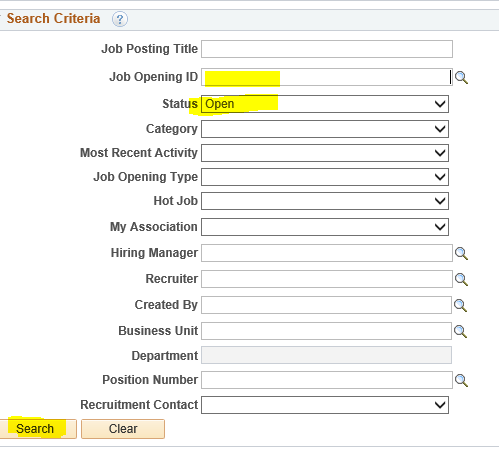 Search Criteria ?
Job Posting Title
Job Opening ID
Status Open
Category
Most Recent Activity
Job Opening Type
Hot Job
My Association
Hiring Manager
Recruiter
Created By
Business Unit
Department
Position Number
Recruitment Contact
Search Clear